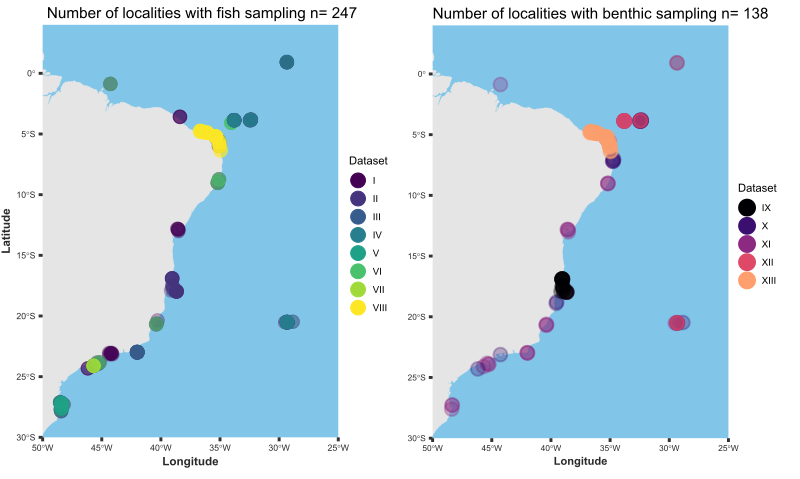 Number of localities with fish sampling n= 247
Latitude
0°
5°S
10°S
15°S
20°S
25°S
30°S
50°W 45°W 40°W 35°W 30°W 25°W
Longitude
Dataset
I
II
III
IV
V
VI
VII
VIII
Number of localities with benthic sampling n= 138
0°
5°S
10°S
15°S
20°S
25°S
30°S
50°W 45°W 40°W 35°W 30°W 25°W
Longitude
Dataset
IX
X
XI
XII
XIII